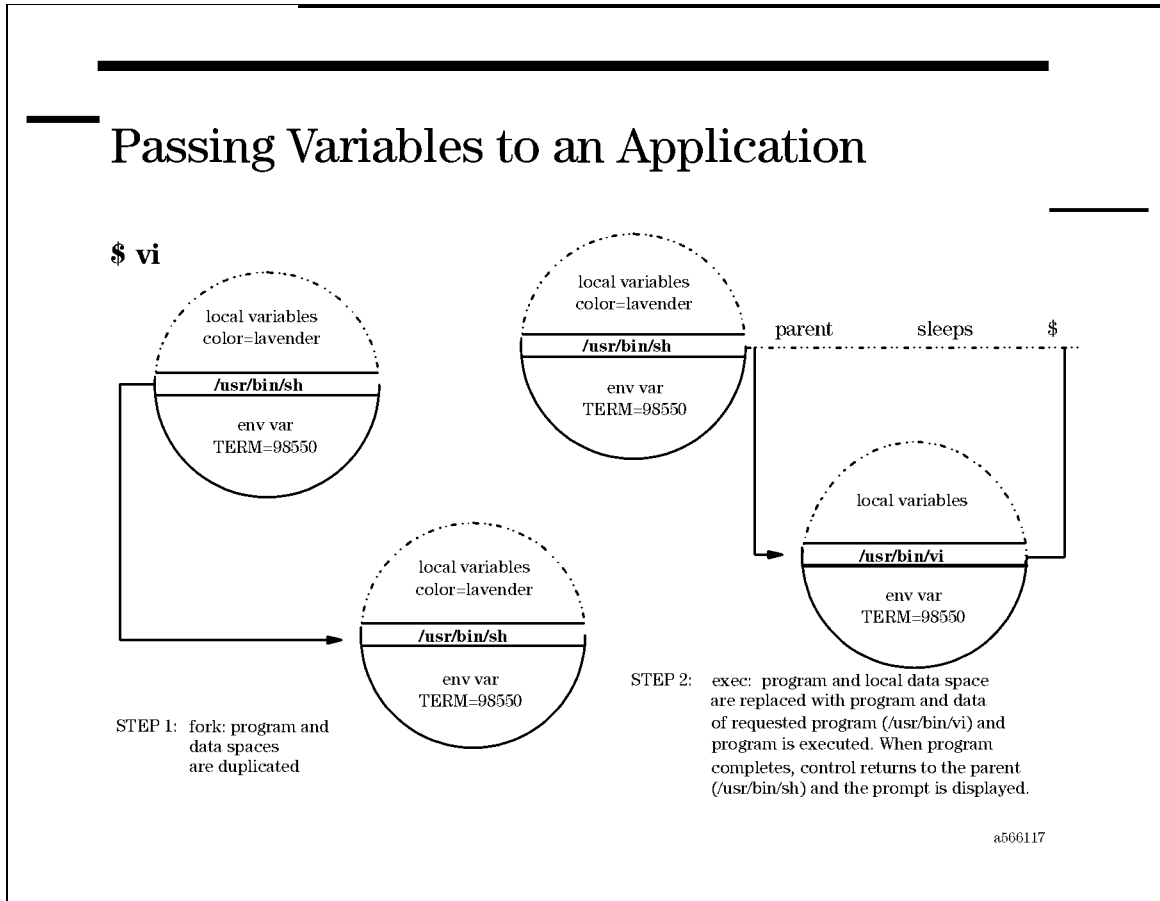 Passing Variables to an Application
$ vi
local variables
color=lavender
/usr/bin/sh
env var
TERM=98550
local variables
color=lavender
/usr/bin/sh
env var
TERM=98550
STEP 1: fork: program and
data spaces
are duplicated
local variables
color=lavender
/usr/bin/sh
env var
TERM=98550
parent sleeps $
local variables
/usr/bin/vi
env var
TERM=98550
STEP 2: exec: program and local data space
are replaced with program and data
of requested program (/usr/bin/vi) and
program is executed. When program
completes, control returns to the parent
(/usr/bin/sh) and the prompt is displayed.
a566117